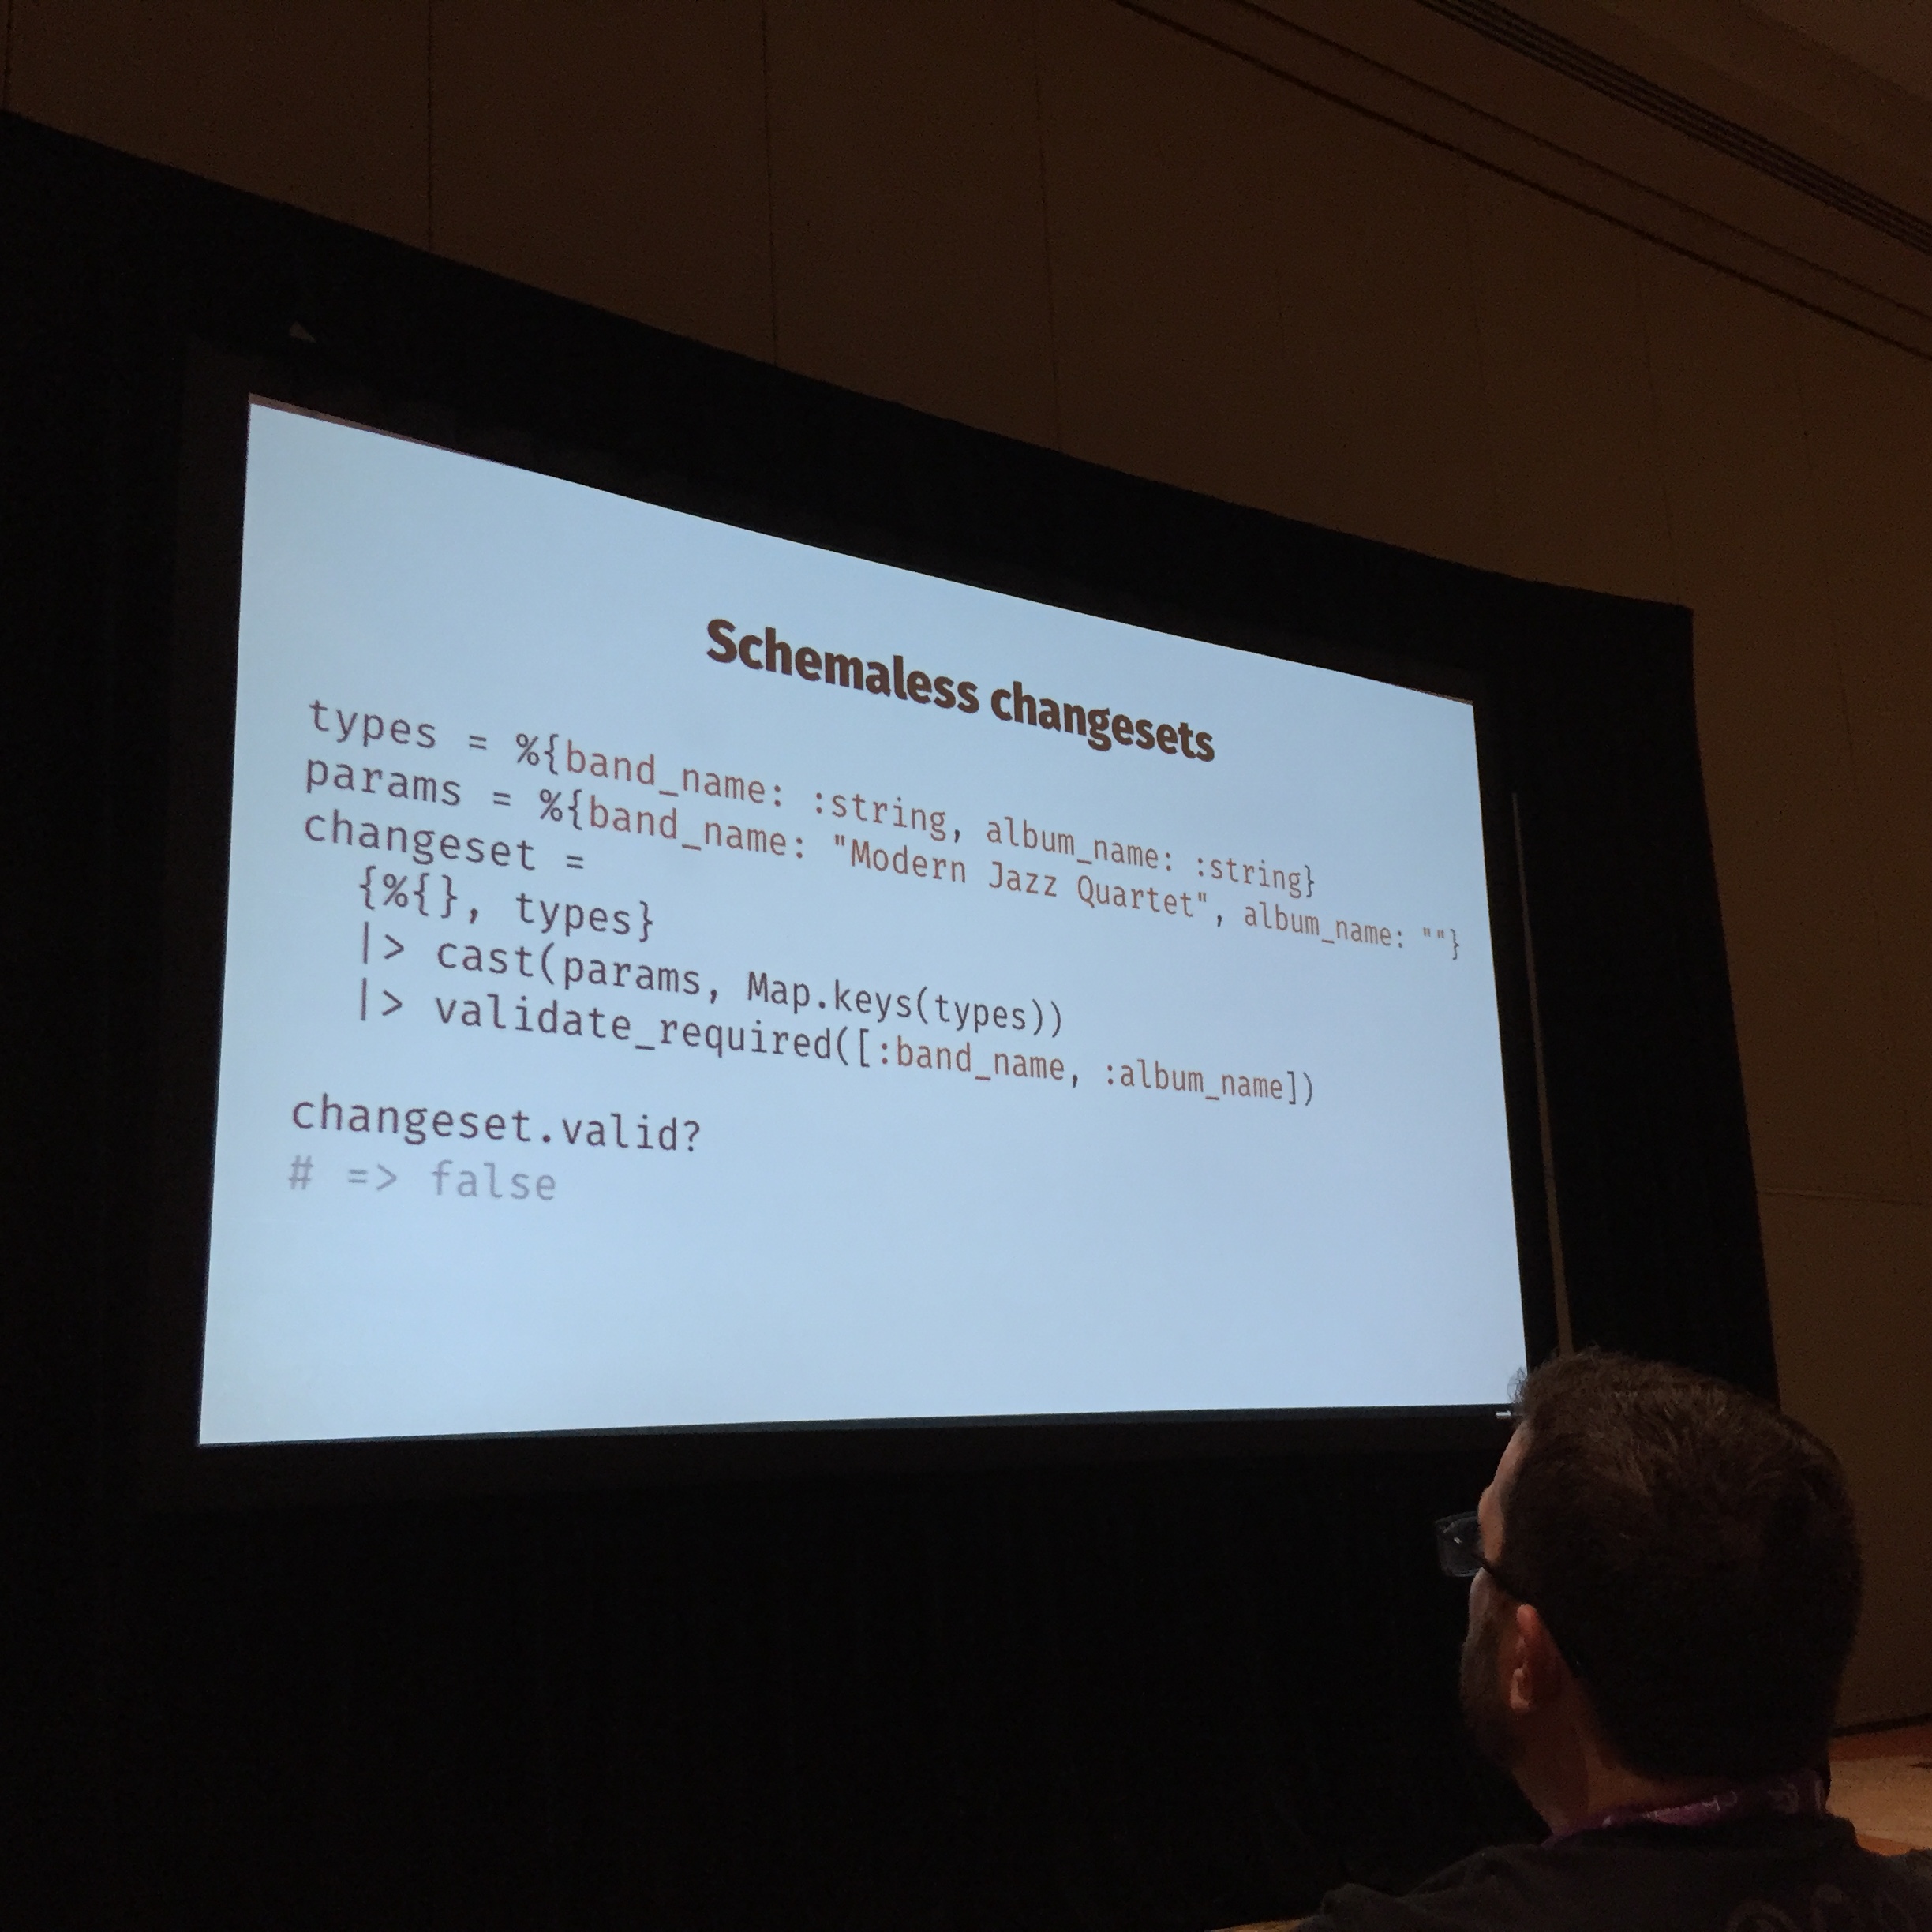 Schemaless changesets
types = %{band_name: :string, album_name: :string}
params = %{band_name: "Modern Jazz Quartet", album_name: ""}
changeset =
  {%{}, types}
  |> cast(params, Map.keys(types))
  |> validate_required([:band_name, :album_name])
changeset.valid?
# => false